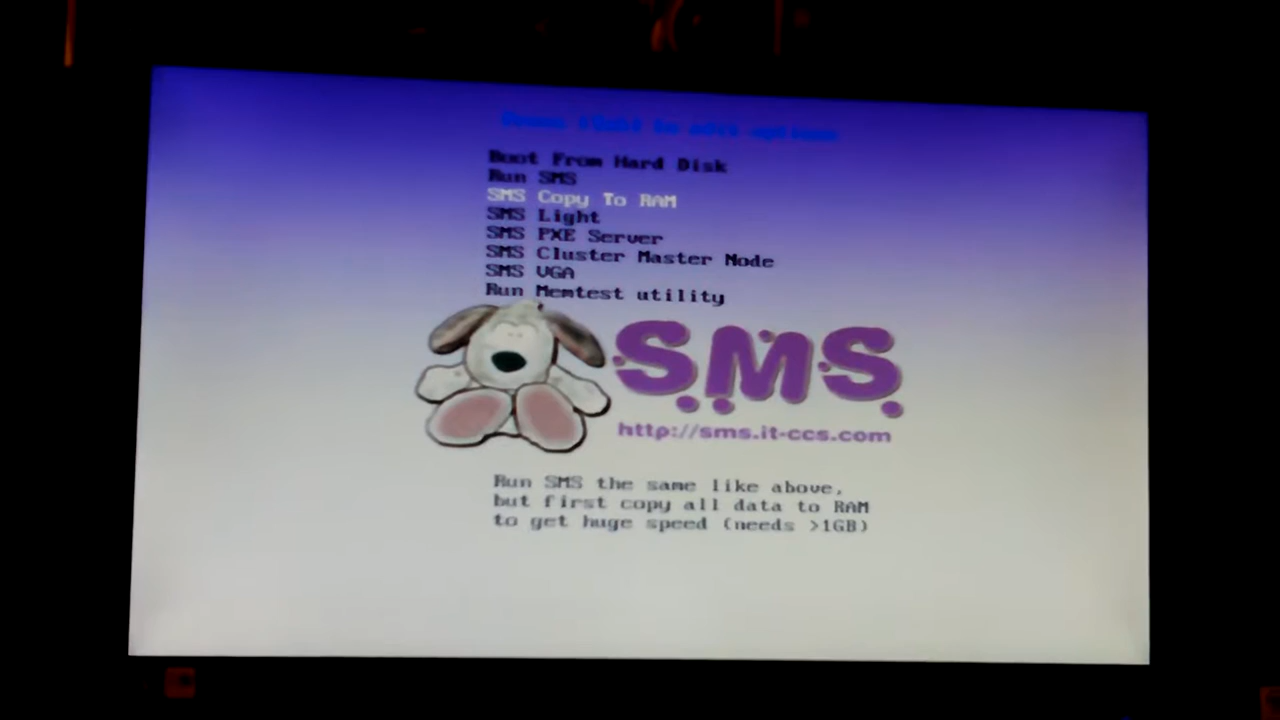 Boot From Hard Disk
Run SMS
SMS Copy To RAM
SMS Light
SMS PXE Server
SMS Cluster Master Node
SMS VGA
Run Memtest utility
SMS
http://sms.it-ccs.com
Run SMS the same like above,
but first copy all data to RAM
to get huge speed (needs >1GB)